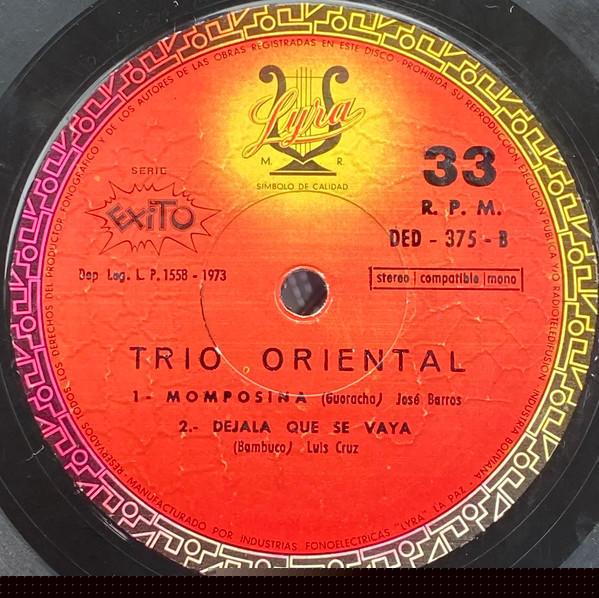 RESERVADOS TODOS LOS DERECHOS DEL PRODUCTOR FONOGRAFICO Y DE LOS AUTORES DE LAS OBRAS REGISTRADAS EN ESTE DISCO - PROHIBIDA SU REPRODUCCION, EJECUCION PUBLICA Y/O RADIOTELEDIFUSION
INDUSTRIA BOLIVIANA -
Lyra
M. R.
SIMBOLO DE CALIDAD
SERIE
EXITO
33
R. P. M.
DED - 375 - B
Dep Leg. L. P. 1558 - 1973
stereo | compatible | mono
TRIO ORIENTAL
1- MOMPOSINA (Guaracha) José Barros
2.- DEJALA QUE SE VAYA
(Bambuco) Luis Cruz
MANUFACTURADO POR INDUSTRIAS FONOELECTRICAS "LYRA" LA PAZ -